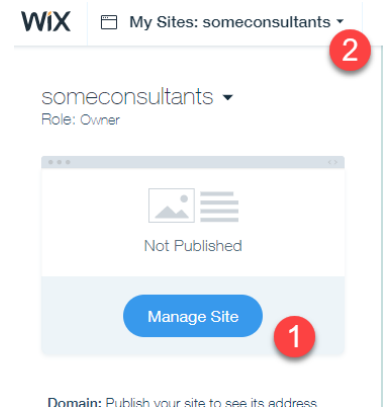 WiX My Sites: someconsultants
2
someconsultants
Role: Owner
Not Published
Manage Site
1
Domain: Publish your site to see its address